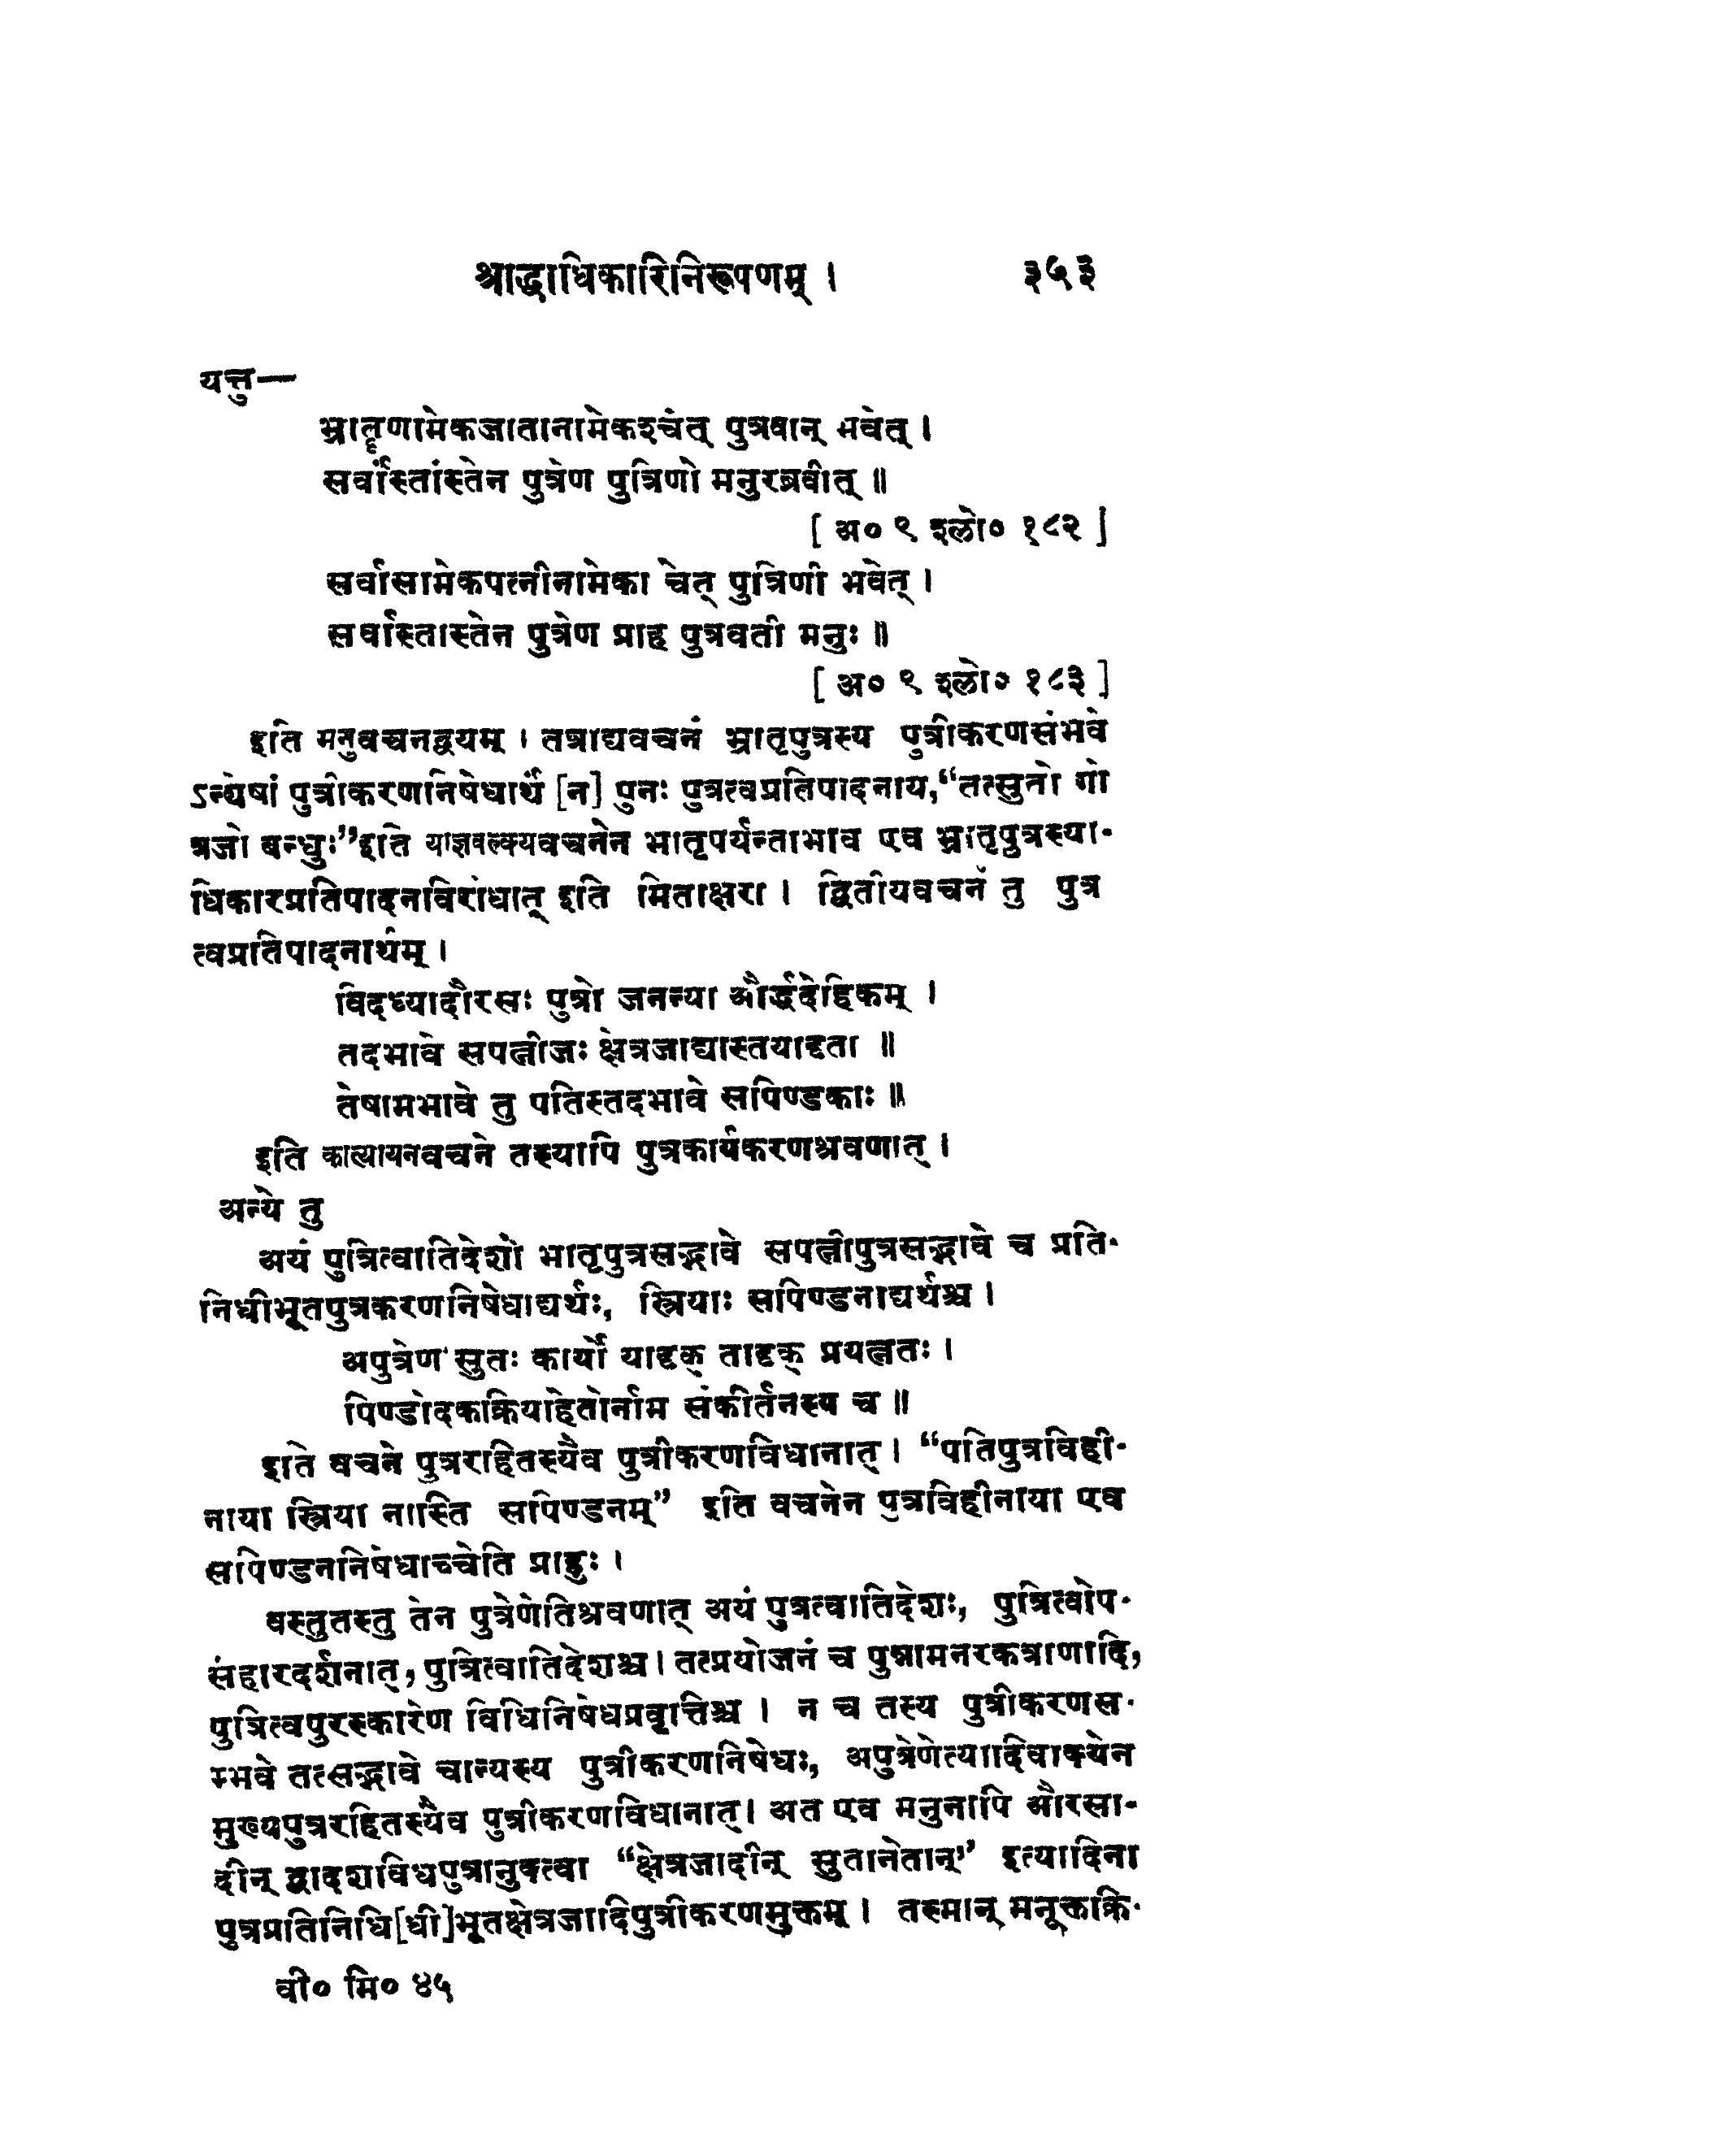 श्राद्धाधिकारिनिरूपणम् । ३५३
यत्तु—
भ्रातॄणामेकजातानामेकश्चेत् पुत्रवान् भवेत् ।
सर्वांस्तांस्तेन पुत्रेण पुत्रिणो मनुरब्रवीत् ॥
[ अ० ९ श्लो० १८२ ]
सर्वासामेकपत्नीनामेका चेत् पुत्रिणी भवेत् ।
सर्वास्तास्तेन पुत्रेण प्राह पुत्रवती मनुः ॥
[ अ० ९ श्लो० १८३ ]
इति मनुवचनद्वयम् । तत्राद्यवचनं भ्रातृपुत्रस्य पुत्रीकरणसंभवे
ऽन्येषां पुत्रीकरणनिषेधार्थं [न] पुनः पुत्रत्वप्रतिपादनाय,“तत्सुतो गो
त्रजो बन्धुः”इति याज्ञवल्क्यवचनेन भ्रातृपर्यन्ताभाव एव भ्रातृपुत्रस्या-
धिकारप्रतिपादनविरोधात् इति मिताक्षरा । द्वितीयवचनं तु पुत्र
त्वप्रतिपादनार्थम् ।
विदध्यादौरसः पुत्रो जनन्या और्द्धदेहिकम् ।
तदभावे सपत्नीजः क्षेत्रजाद्यास्तयादृता ॥
तेषामभावे तु पतिस्तदभावे सपिण्डकाः ॥
इति कात्यायनवचने तस्यापि पुत्रकार्यकरणश्रवणात् ।
अन्ये तु
अयं पुत्रित्वातिदेशो भातृपुत्रसद्भावे सपत्नीपुत्रसद्भावे च प्रति-
निधीभूतपुत्रकरणनिषेधाद्यर्थः, स्त्रियाः सपिण्डनाद्यर्थश्च ।
अपुत्रेण सुतः कार्यो यादृक् तादृक् प्रयत्नतः ।
पिण्डोदकक्रियाहेतोर्नाम संकीर्तनस्य च ॥
इति वचने पुत्ररहितस्यैव पुत्रीकरणविधानात् । “पतिपुत्रविही-
नाया स्त्रिया नास्ति सपिण्डनम्” इति वचनेन पुत्रविहीनाया एव
सपिण्डननिषेधाच्चेति प्राहुः ।
वस्तुतस्तु तेन पुत्रेणेतिश्रवणात् अयं पुत्रत्वातिदेशः, पुत्रित्वोप-
संहारदर्शनात्, पुत्रित्वातिदेशश्च । तत्प्रयोजनं च पुन्नामनरकत्राणादि,
पुत्रित्वपुरस्कारेण विधिनिषेधप्रवृत्तिश्च । न च तस्य पुत्रीकरणस-
म्भवे तत्सद्भावे चान्यस्य पुत्रीकरणनिषेधः, अपुत्रेणेत्यादिवाक्येन
मुख्यपुत्ररहितस्यैव पुत्रीकरणविधानात् । अत एव मनुनापि औरसा-
दीन् द्वादशविधपुत्रानुक्त्वा “क्षेत्रजादीन् सुतानेतान्” इत्यादिना
पुत्रप्रतिनिधि[धी]भूतक्षेत्रजादिपुत्रीकरणमुक्तम् । तस्मान् मनूक्तक्रि-
वी० मि० ४५